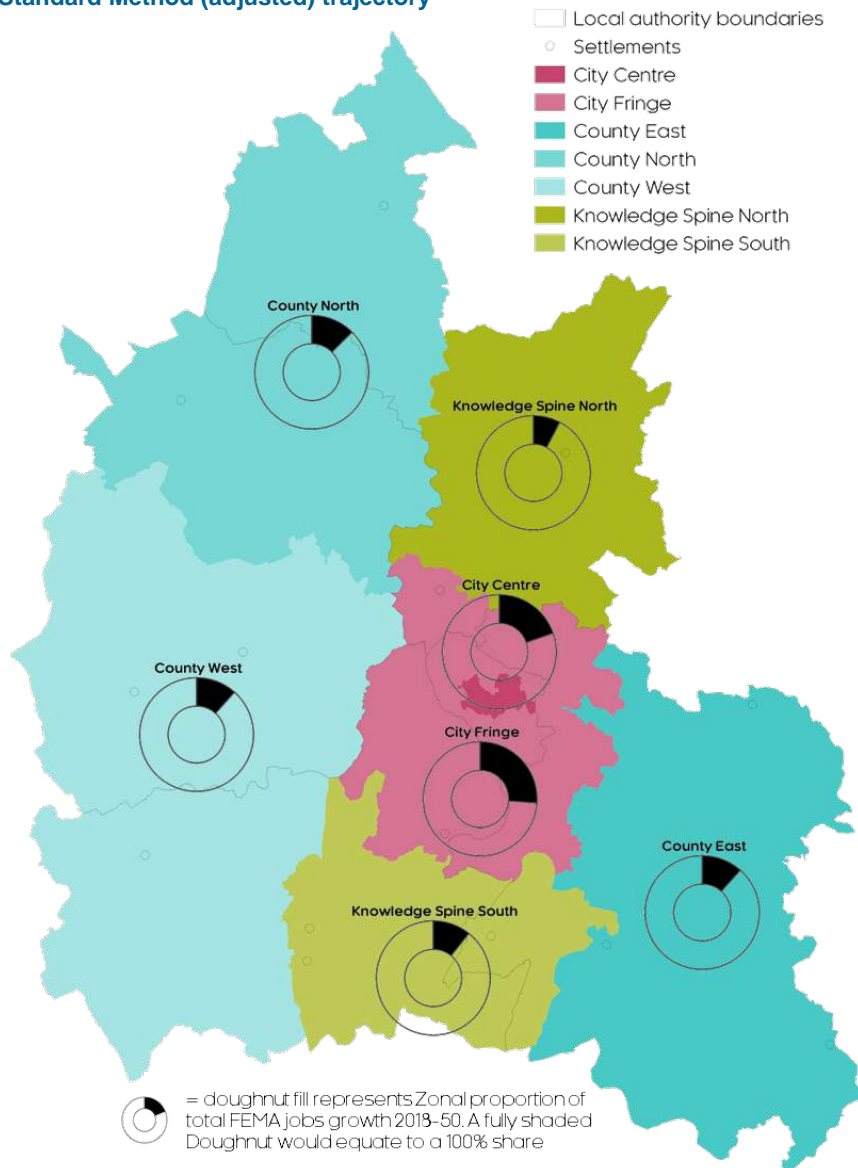 Standard Method (adjusted) trajectory
Local authority boundaries
Settlements
City Centre
City Fringe
County East
County North
County West
Knowledge Spine North
Knowledge Spine South
County North
Knowledge Spine North
City Centre
County West
City Fringe
County East
Knowledge Spine South
= doughnut fill represents Zonal proportion of
total FEMA jobs growth 2018-50. A fully shaded
Doughnut would equate to a 100% share